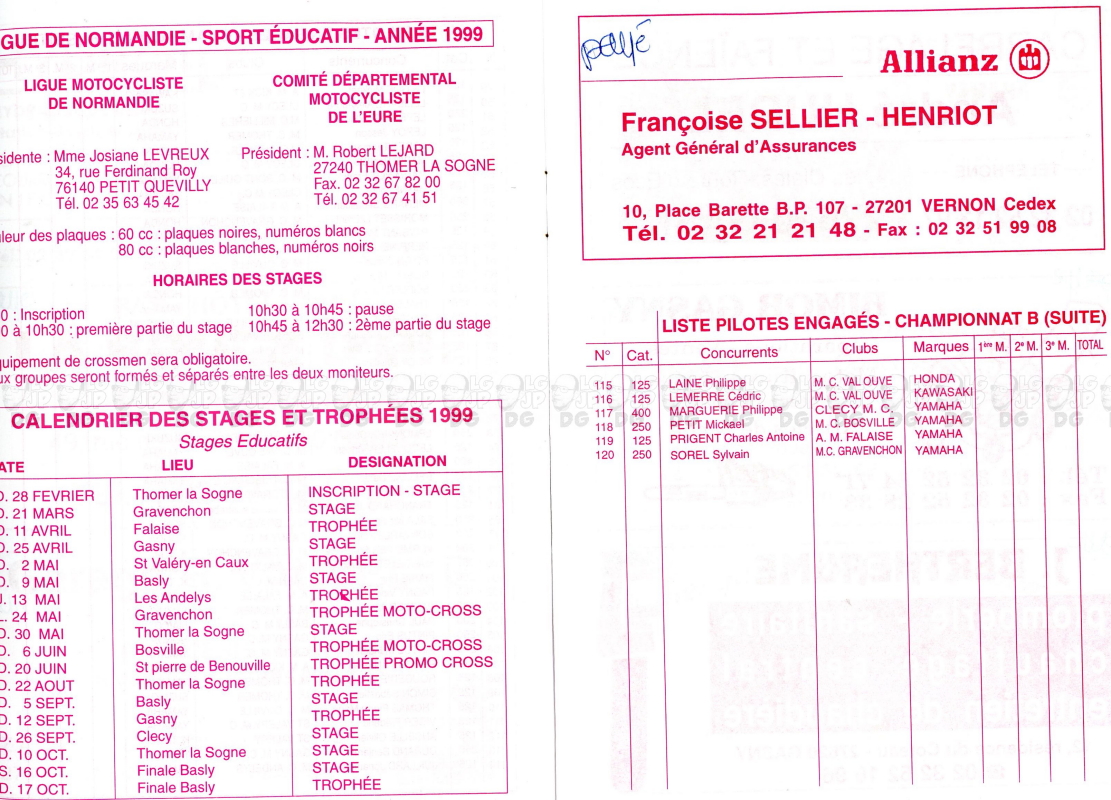 GUE DE NORMANDIE - SPORT ÉDUCATIF - ANNÉE 1999
LIGUE MOTOCYCLISTE
DE NORMANDIE
COMITÉ DÉPARTEMENTAL
MOTOCYCLISTE
DE L'EURE
sidente : Mme Josiane LEVREUX
34, rue Ferdinand Roy
76140 PETIT QUEVILLY
Tél. 02 35 63 45 42
Président : M. Robert LEJARD
27240 THOMER LA SOGNE
Fax. 02 32 67 82 00
Tél. 02 32 67 41 51
leur des plaques : 60 cc : plaques noires, numéros blancs
80 cc : plaques blanches, numéros noirs
HORAIRES DES STAGES
0 : Inscription
0 à 10h30 : première partie du stage
10h30 à 10h45 : pause
10h45 à 12h30 : 2ème partie du stage
quipement de crossmen sera obligatoire.
ux groupes seront formés et séparés entre les deux moniteurs.
CALENDRIER DES STAGES ET TROPHÉES 1999
Stages Educatifs
ATE LIEU DESIGNATION
D. 28 FEVRIER Thomer la Sogne INSCRIPTION - STAGE
D. 21 MARS Gravenchon STAGE
D. 11 AVRIL Falaise TROPHÉE
D. 25 AVRIL Gasny STAGE
D. 2 MAI St Valéry-en Caux TROPHÉE
D. 9 MAI Basly STAGE
J. 13 MAI Les Andelys TROPHÉE
L. 24 MAI Gravenchon TROPHÉE MOTO-CROSS
D. 30 MAI Thomer la Sogne STAGE
D. 6 JUIN Bosville TROPHÉE MOTO-CROSS
D. 20 JUIN St pierre de Benouville TROPHÉE PROMO CROSS
D. 22 AOUT Thomer la Sogne TROPHÉE
D. 5 SEPT. Basly STAGE
D. 12 SEPT. Gasny TROPHÉE
D. 26 SEPT. Clecy STAGE
D. 10 OCT. Thomer la Sogne STAGE
S. 16 OCT. Finale Basly STAGE
D. 17 OCT. Finale Basly TROPHÉE
payé
Allianz
Françoise SELLIER - HENRIOT
Agent Général d'Assurances
10, Place Barette B.P. 107 - 27201 VERNON Cedex
Tél. 02 32 21 21 48 - Fax : 02 32 51 99 08
LISTE PILOTES ENGAGÉS - CHAMPIONNAT B (SUITE)
N° Cat. Concurrents Clubs Marques 1ère M. 2e M. 3e M. TOTAL
115 125 LAINE Philippe M. C. VAL OUVE HONDA
116 125 LEMERRE Cédric M. C. VAL OUVE KAWASAKI
117 400 MARGUERIE Philippe CLECY M. C. YAMAHA
118 250 PETIT Mickael M. C. BOSVILLE YAMAHA
119 125 PRIGENT Charles Antoine A. M. FALAISE YAMAHA
120 250 SOREL Sylvain M.C. GRAVENCHON YAMAHA